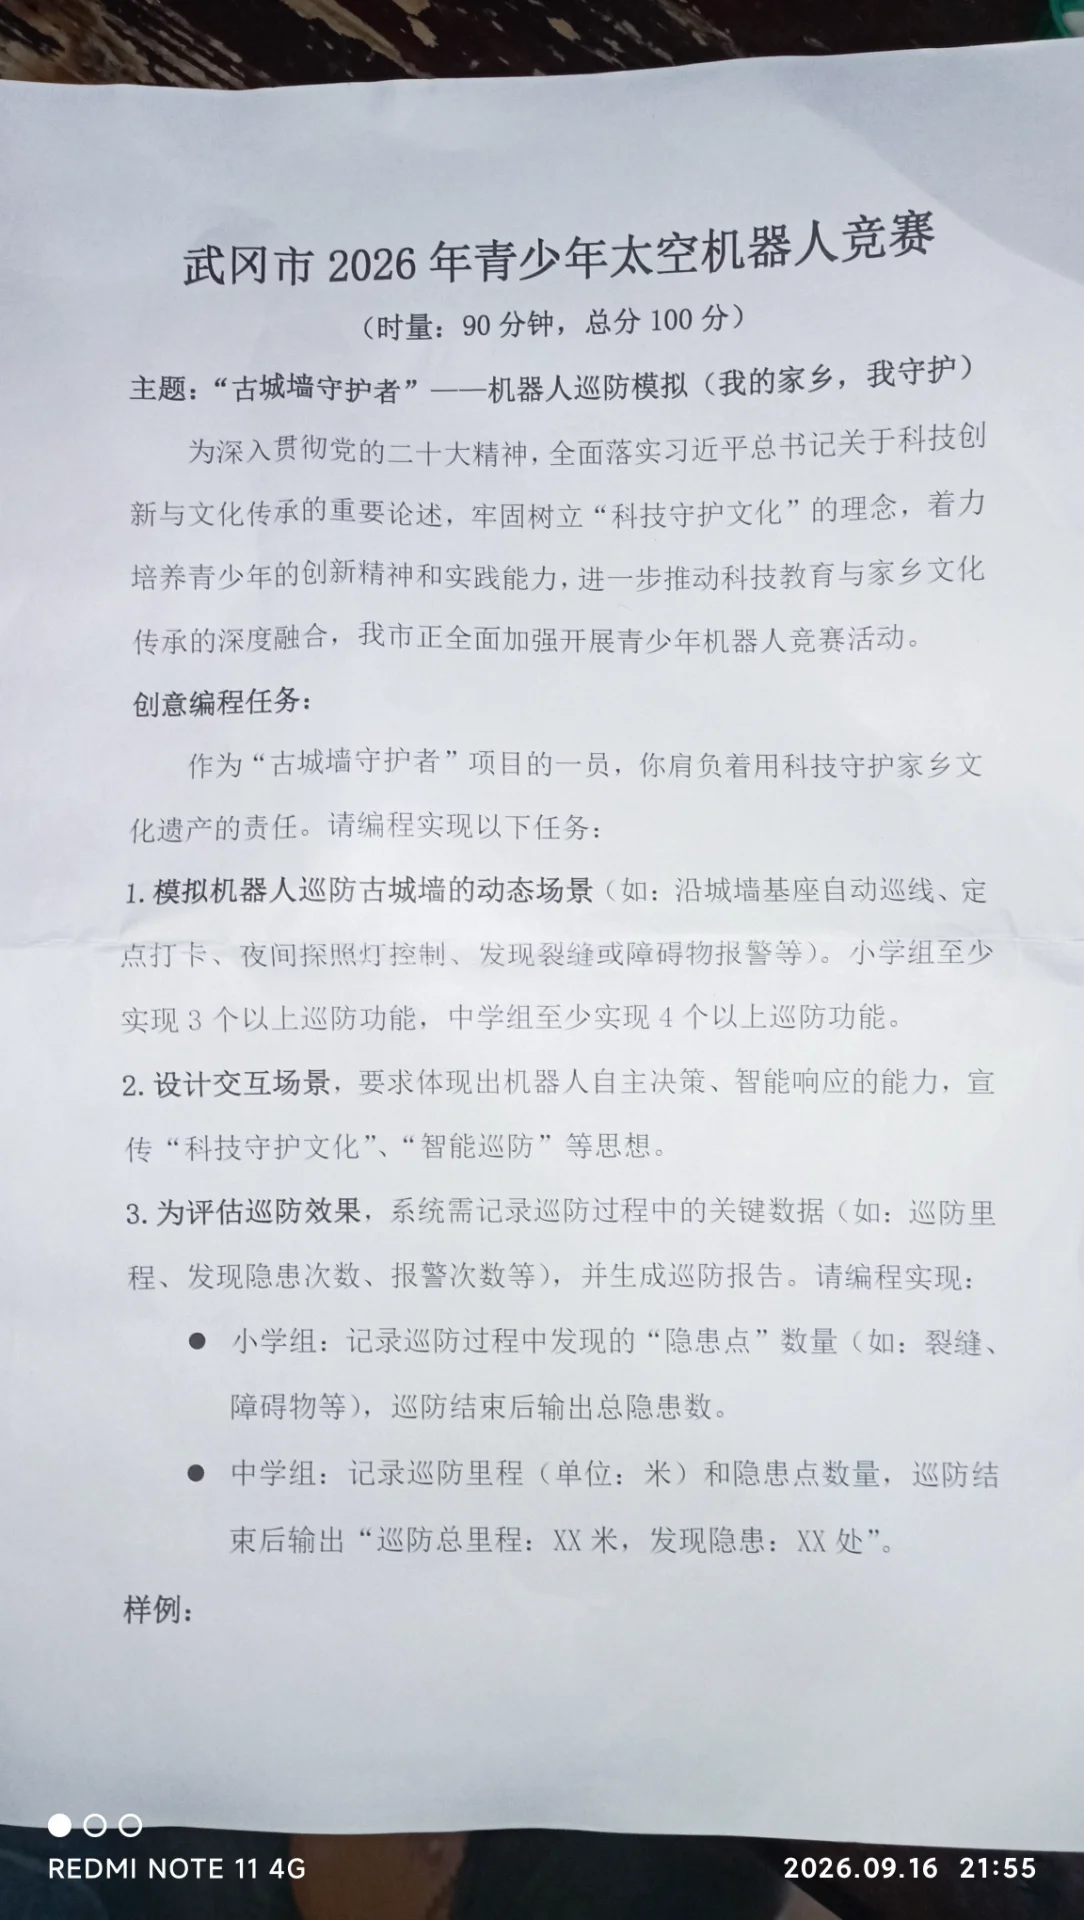 武冈市 2026 年青少年太空机器人竞赛
（时量：90 分钟，总分 100 分）
主题：“古城墙守护者”——机器人巡防模拟（我的家乡，我守护）
为深入贯彻党的二十大精神，全面落实习近平总书记关于科技创
新与文化传承的重要论述，牢固树立“科技守护文化”的理念，着力
培养青少年的创新精神和实践能力，进一步推动科技教育与家乡文化
传承的深度融合，我市正全面加强开展青少年机器人竞赛活动。
创意编程任务：
作为“古城墙守护者”项目的一员，你肩负着用科技守护家乡文
化遗产的责任。请编程实现以下任务：
1. 模拟机器人巡防古城墙的动态场景（如：沿城墙基座自动巡线、定
点打卡、夜间探照灯控制、发现裂缝或障碍物报警等）。小学组至少
实现 3 个以上巡防功能，中学组至少实现 4 个以上巡防功能。
2. 设计交互场景，要求体现出机器人自主决策、智能响应的能力，宣
传“科技守护文化”、“智能巡防”等思想。
3. 为评估巡防效果，系统需记录巡防过程中的关键数据（如：巡防里
程、发现隐患次数、报警次数等），并生成巡防报告。请编程实现：
● 小学组：记录巡防过程中发现的“隐患点”数量（如：裂缝、
障碍物等），巡防结束后输出总隐患数。
● 中学组：记录巡防里程（单位：米）和隐患点数量，巡防结
束后输出“巡防总里程：XX 米，发现隐患：XX 处”。
样例：
REDMI NOTE 11 4G
2026.09.16 21:55